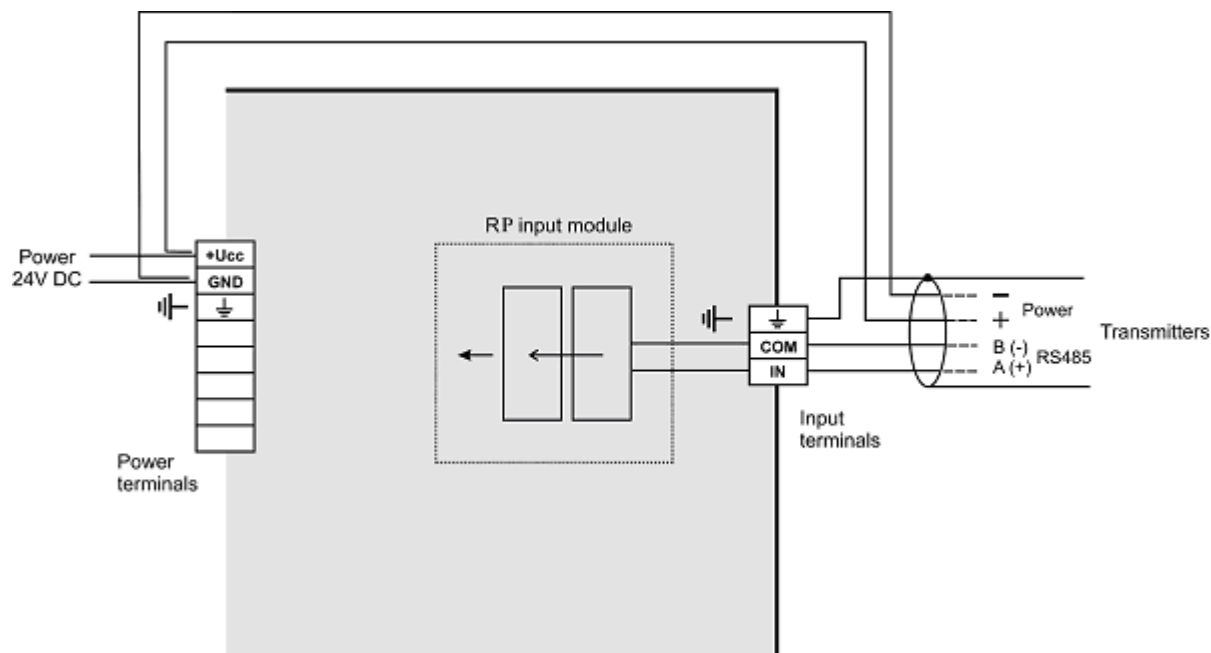 RP input module
Power
24V DC
+Ucc
GND
Power
terminals
COM
IN
Input
terminals
−
+
Power
B (-)
A (+)
RS485
Transmitters